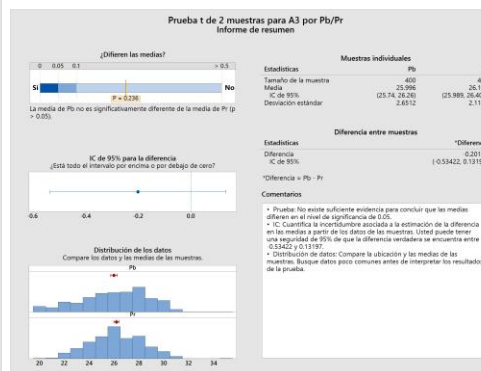 Prueba t de 2 muestras para A3 por Pb/Pr
Informe de resumen
¿Difieren las medias?
0 0.05 0.1 > 0.5
Sí No
P = 0.236
La media de Pb no es significativamente diferente de la media de Pr (p
> 0.05).
IC de 95% para la diferencia
¿Está todo el intervalo por encima o por debajo de cero?
-0.6 -0.4 -0.2 0.0
Distribución de los datos
Compare los datos y las medias de las muestras.
Pb
Pr
20 22 24 26 28 30 32 34
Muestras individuales
Estadísticas Pb
Tamaño de la muestra 400
Media 25.996
IC de 95% (25.74, 26.26) (25.989, 26.40
Desviación estándar 2.6512 2.11
Diferencia entre muestras
Estadísticas *Diferenc
Diferencia -0.201
IC de 95% (-0.53422, 0.1319
*Diferencia = Pb - Pr
Comentarios
• Prueba: No existe suficiente evidencia para concluir que las medias
difieren en el nivel de significancia de 0.05.
• IC: Cuantifica la incertidumbre asociada a la estimación de la diferencia
en las medias a partir de los datos de las muestras. Usted puede tener
una seguridad de 95% de que la diferencia verdadera se encuentra entre
-0.53422 y 0.13197.
• Distribución de datos: Compare la ubicación y las medias de las
muestras. Busque datos poco comunes antes de interpretar los resultados
de la prueba.